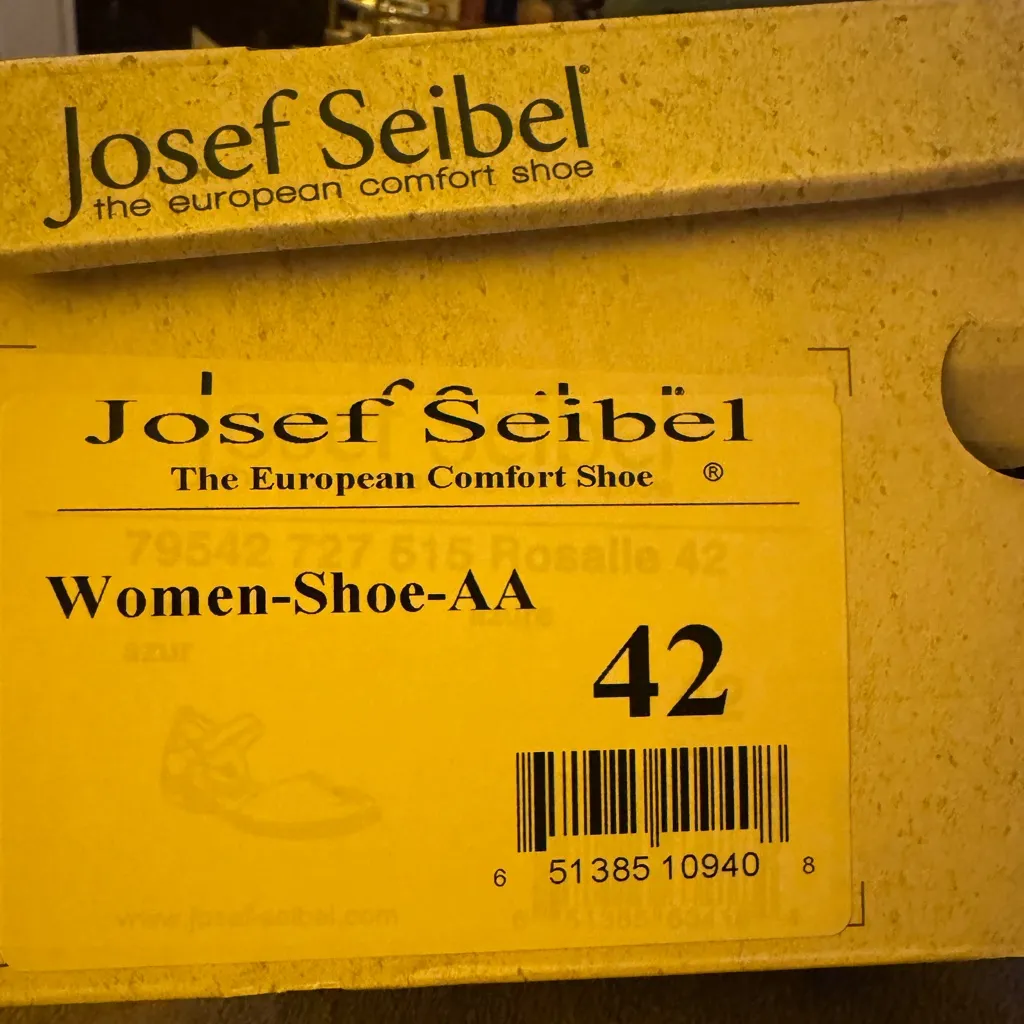 Josef Seibel®
the european comfort shoe
Josef Seibel
The European Comfort Shoe ®
79542 727 515 Rosalie 42
Women-Shoe-AA
azure
azur
42
6 51385 10940 8
www.josef-seibel.com